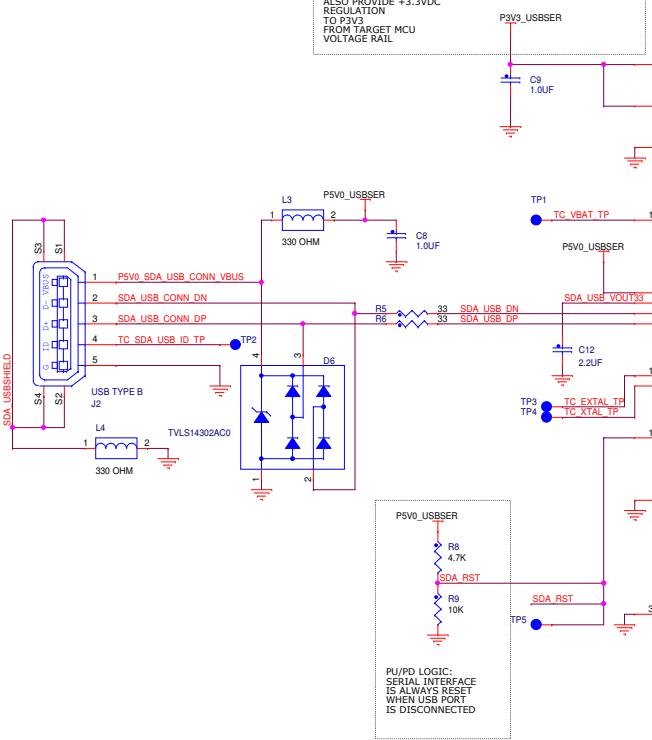 ALSO PROVIDE +3.3VDC
REGULATION
TO P3V3
FROM TARGET MCU
VOLTAGE RAIL
P3V3_USBSER
C9
1.0UF
L3
P5V0_USBSER
1
2
330 OHM
C8
1.0UF
TP1
TC_VBAT_TP
1
P5V0_USBSER
S3
S1
VBUS
D-
D+
ID
G
1
P5V0_SDA_USB_CONN_VBUS
2
SDA_USB_CONN_DN
3
SDA_USB_CONN_DP
4
TC_SDA_USB_ID_TP
TP2
5
R5
33
SDA_USB_DN
R6
33
SDA_USB_DP
SDA_USB_VOUT33
C12
2.2UF
4
3
D6
S4
S2
USB TYPE B
J2
SDA_USBSHIELD
TP3
TC_EXTAL_TP
1
TP4
TC_XTAL_TP
L4
1
2
330 OHM
TVLS14302AC0
1
2
1
P5V0_USBSER
R8
4.7K
SDA_RST
R9
10K
SDA_RST
TP5
3
PU/PD LOGIC:
SERIAL INTERFACE
IS ALWAYS RESET
WHEN USB PORT
IS DISCONNECTED